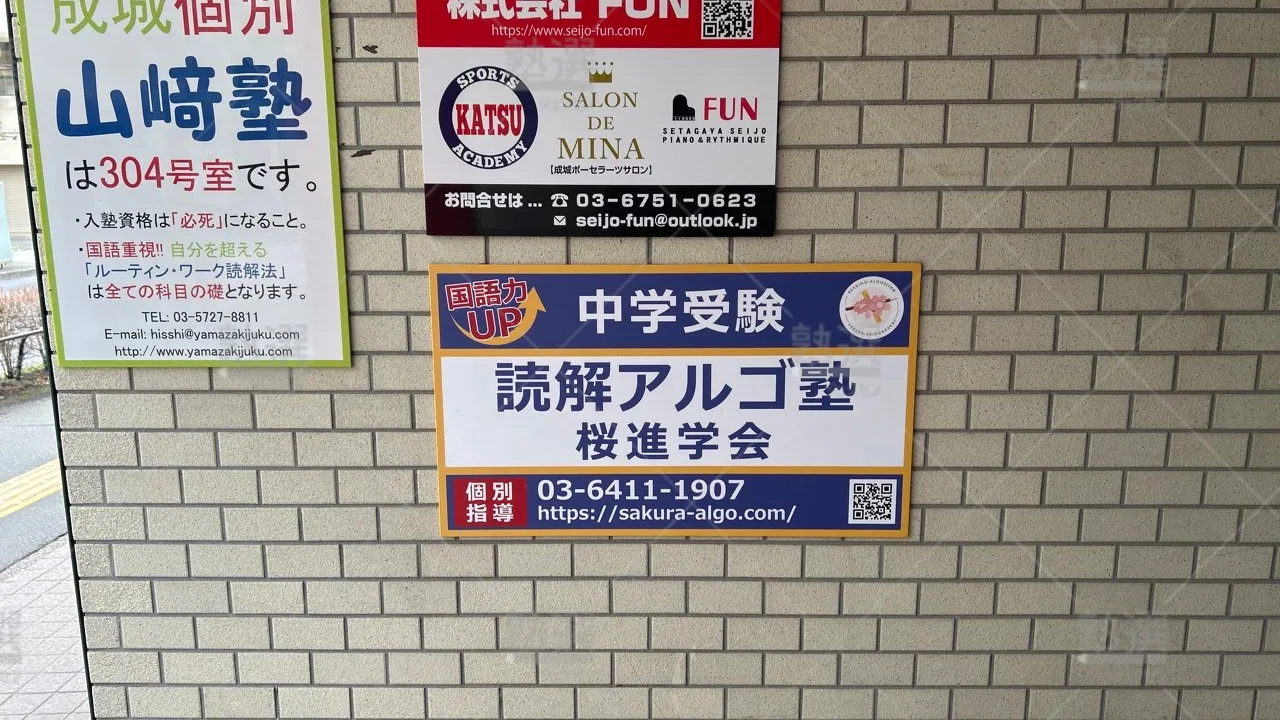 成城個別
山﨑塾
は304号室です。
・入塾資格は「必死」になること。
・国語重視!! 自分を超える
「ルーティン・ワーク読解法」
は全ての科目の礎となります。
TEL: 03-5727-8811
E-mail: hisshi@yamazakijuku.com
http://www.yamazakijuku.com
株式会社 FUN
https://www.seijo-fun.com/
SPORTS
KATSU
ACADEMY
SALON
DE
MINA
【成城ポーセラーツサロン】
FUN
SETAGAYA SEIJO
PIANO & RYTHMIQUE
お問合せは... ☎ 03-6751-0623
✉ seijo-fun@outlook.jp
国語力
UP
中学受験
読解アルゴ塾
桜進学会
個別
指導
03-6411-1907
https://sakura-algo.com/
塾選